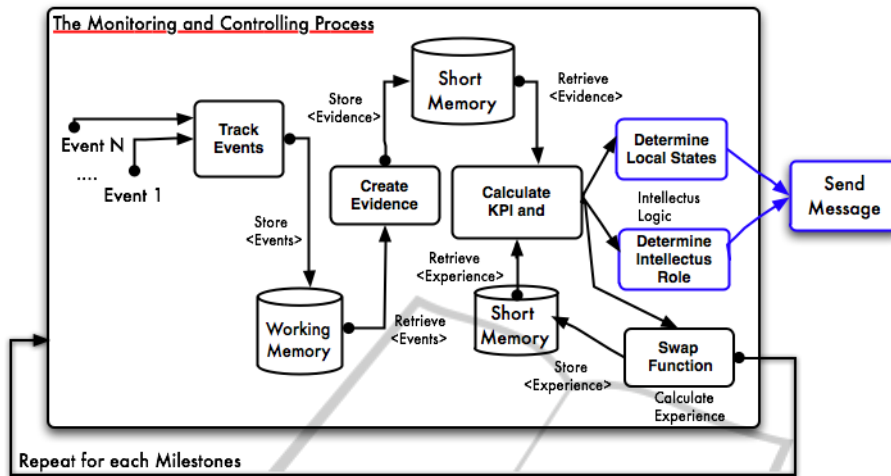 The Monitoring and Controlling Process
Event N
....
Event 1
Track
Events
Store
<Events>
Working
Memory
Retrieve
<Events>
Create
Evidence
Store
<Evidence>
Short
Memory
Retrieve
<Evidence>
Calculate
KPI and
Retrieve
<Experience>
Short
Memory
Store
<Experience>
Determine
Local States
Intellectus
Logic
Determine
Intellectus
Role
Send
Message
Swap
Function
Calculate
Experience
Repeat for each Milestones